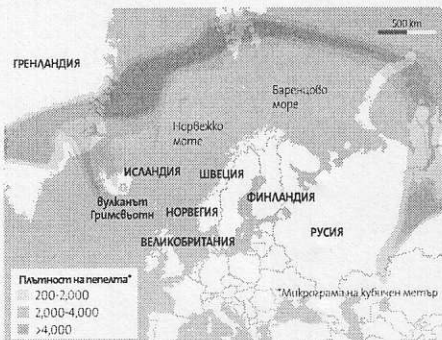 500 km
ГРЕНЛАНДИЯ
Баренцово
море
Норвежко
море
ИСЛАНДИЯ
ШВЕЦИЯ
вулканът
Гримсвьотн
НОРВЕГИЯ
ФИНЛАНДИЯ
ВЕЛИКОБРИТАНИЯ
РУСИЯ
Плътност на пепелта*
200-2,000
2,000-4,000
>4,000
*Микрограма на кубичен метър